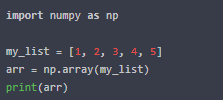 import numpy as np
my_list = [1, 2, 3, 4, 5]
arr = np.array(my_list)
print(arr)